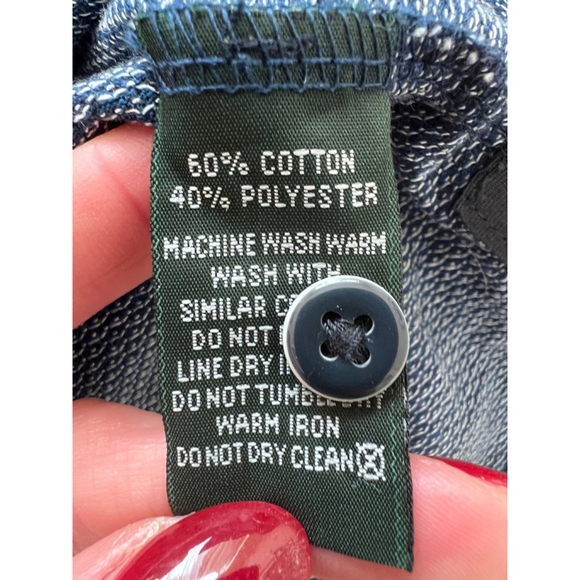 60% COTTON
40% POLYESTER
MACHINE WASH WARM
WASH WITH
SIMILAR
DO NOT
LINE DRY
DO NOT TUMBLE DRY
WARM IRON
DO NOT DRY CLEAN